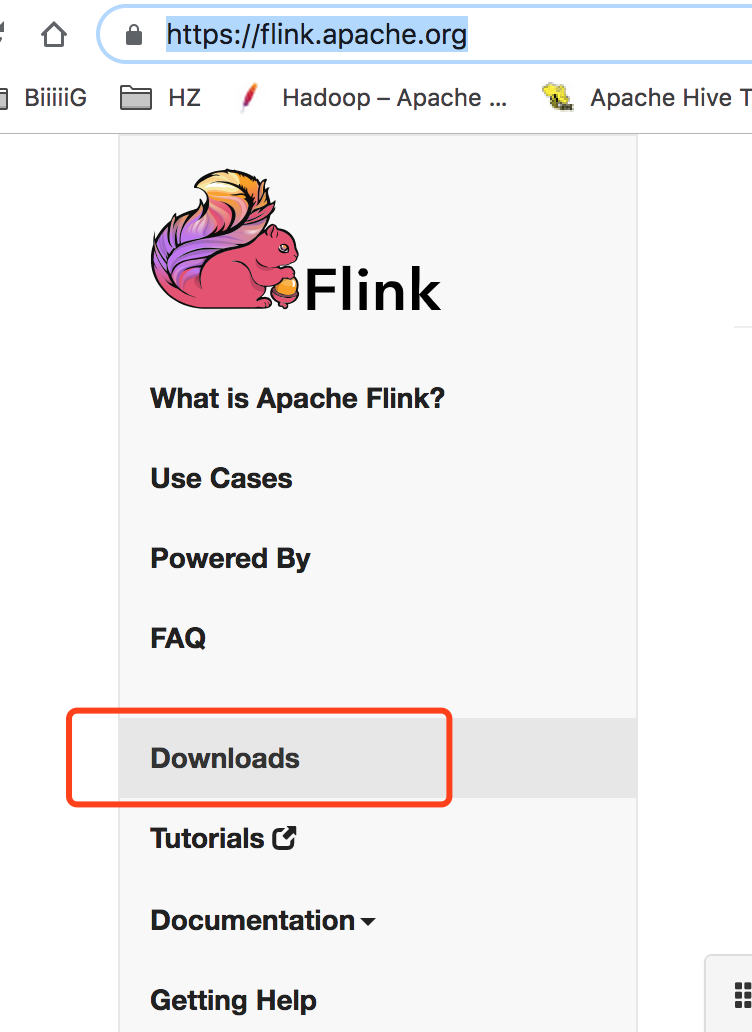 https://flink.apache.org
BiiiiiG HZ Hadoop – Apache ... Apache Hive T
Flink
What is Apache Flink?
Use Cases
Powered By
FAQ
Downloads
Tutorials
Documentation
Getting Help